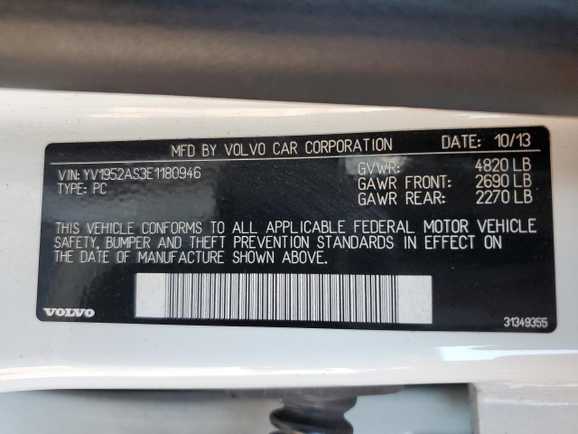 MFD BY VOLVO CAR CORPORATION DATE: 10/13
VIN: YV1952AS3E1180946 GVWR: 4820 LB
TYPE: PC GAWR FRONT: 2690 LB
GAWR REAR: 2270 LB
THIS VEHICLE CONFORMS TO ALL APPLICABLE FEDERAL MOTOR VEHICLE
SAFETY, BUMPER AND THEFT PREVENTION STANDARDS IN EFFECT ON
THE DATE OF MANUFACTURE SHOWN ABOVE.
VOLVO 31349355